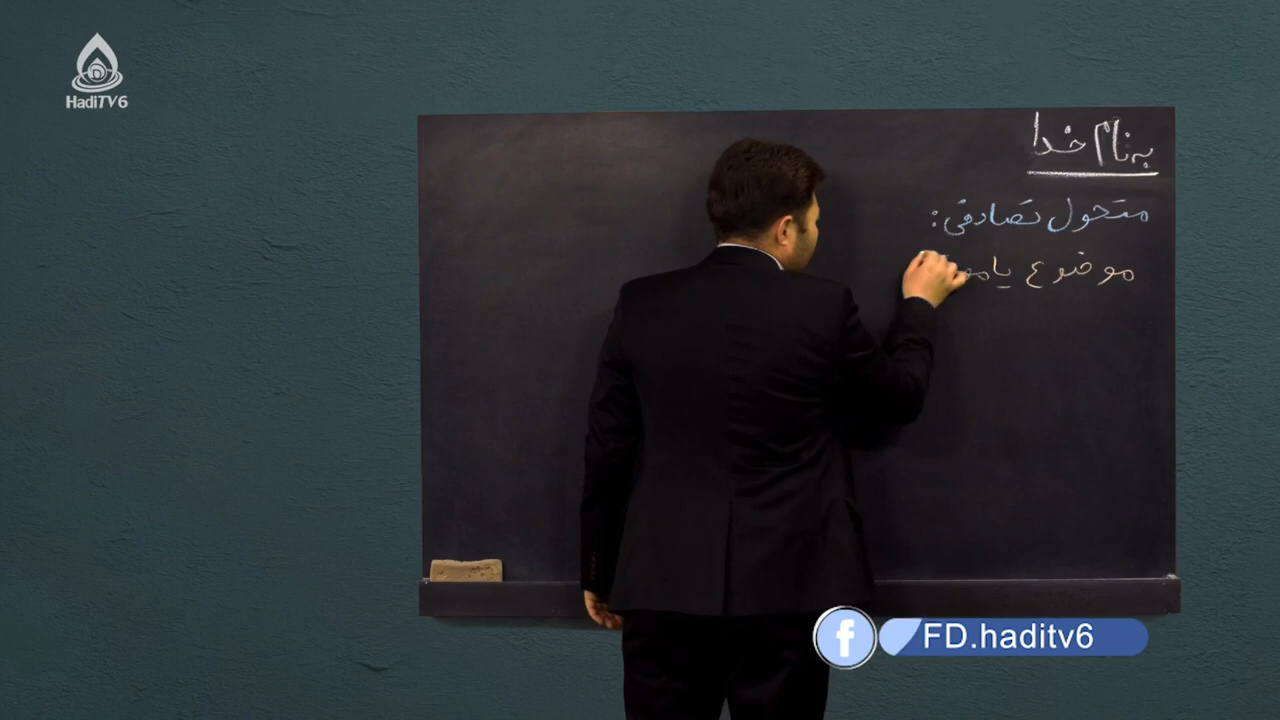 HadiTV6
به نام خدا
متحول تصادفی:
موضوع یا
FD.haditv6